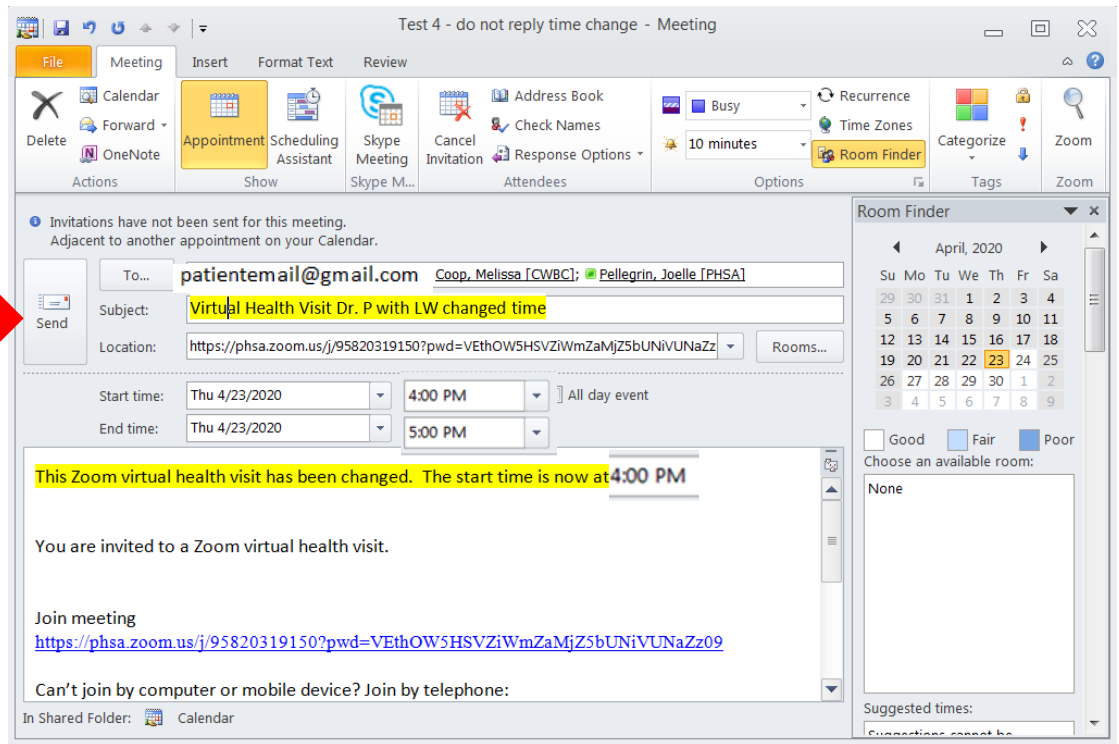 Test 4 - do not reply time change - Meeting
File Meeting Insert Format Text Review
Delete
Calendar
Forward
OneNote
Actions
Appointment
Scheduling
Assistant
Show
Skype
Meeting
Skype M...
Cancel
Invitation
Address Book
Check Names
Response Options
Attendees
Busy
10 minutes
Recurrence
Time Zones
Room Finder
Options
Categorize
Tags
Zoom
Zoom
Invitations have not been sent for this meeting.
Adjacent to another appointment on your Calendar.
Send
To... patientemail@gmail.com Coop, Melissa [CWBC]; Pellegrin, Joelle [PHSA]
Subject: Virtual Health Visit Dr. P with LW changed time
Location: https://phsa.zoom.us/j/95820319150?pwd=VEthOW5HSVZiWmZaMjZ5bUNiVUNaZz Rooms...
Start time: Thu 4/23/2020 4:00 PM All day event
End time: Thu 4/23/2020 5:00 PM
This Zoom virtual health visit has been changed. The start time is now at 4:00 PM
You are invited to a Zoom virtual health visit.
Join meeting
https://phsa.zoom.us/j/95820319150?pwd=VEthOW5HSVZiWmZaMjZ5bUNiVUNaZz09
Can't join by computer or mobile device? Join by telephone:
In Shared Folder: Calendar
Room Finder
April, 2020
Su Mo Tu We Th Fr Sa
29 30 31 1 2 3 4
5 6 7 8 9 10 11
12 13 14 15 16 17 18
19 20 21 22 23 24 25
26 27 28 29 30 1 2
3 4 5 6 7 8 9
Good Fair Poor
Choose an available room:
None
Suggested times: